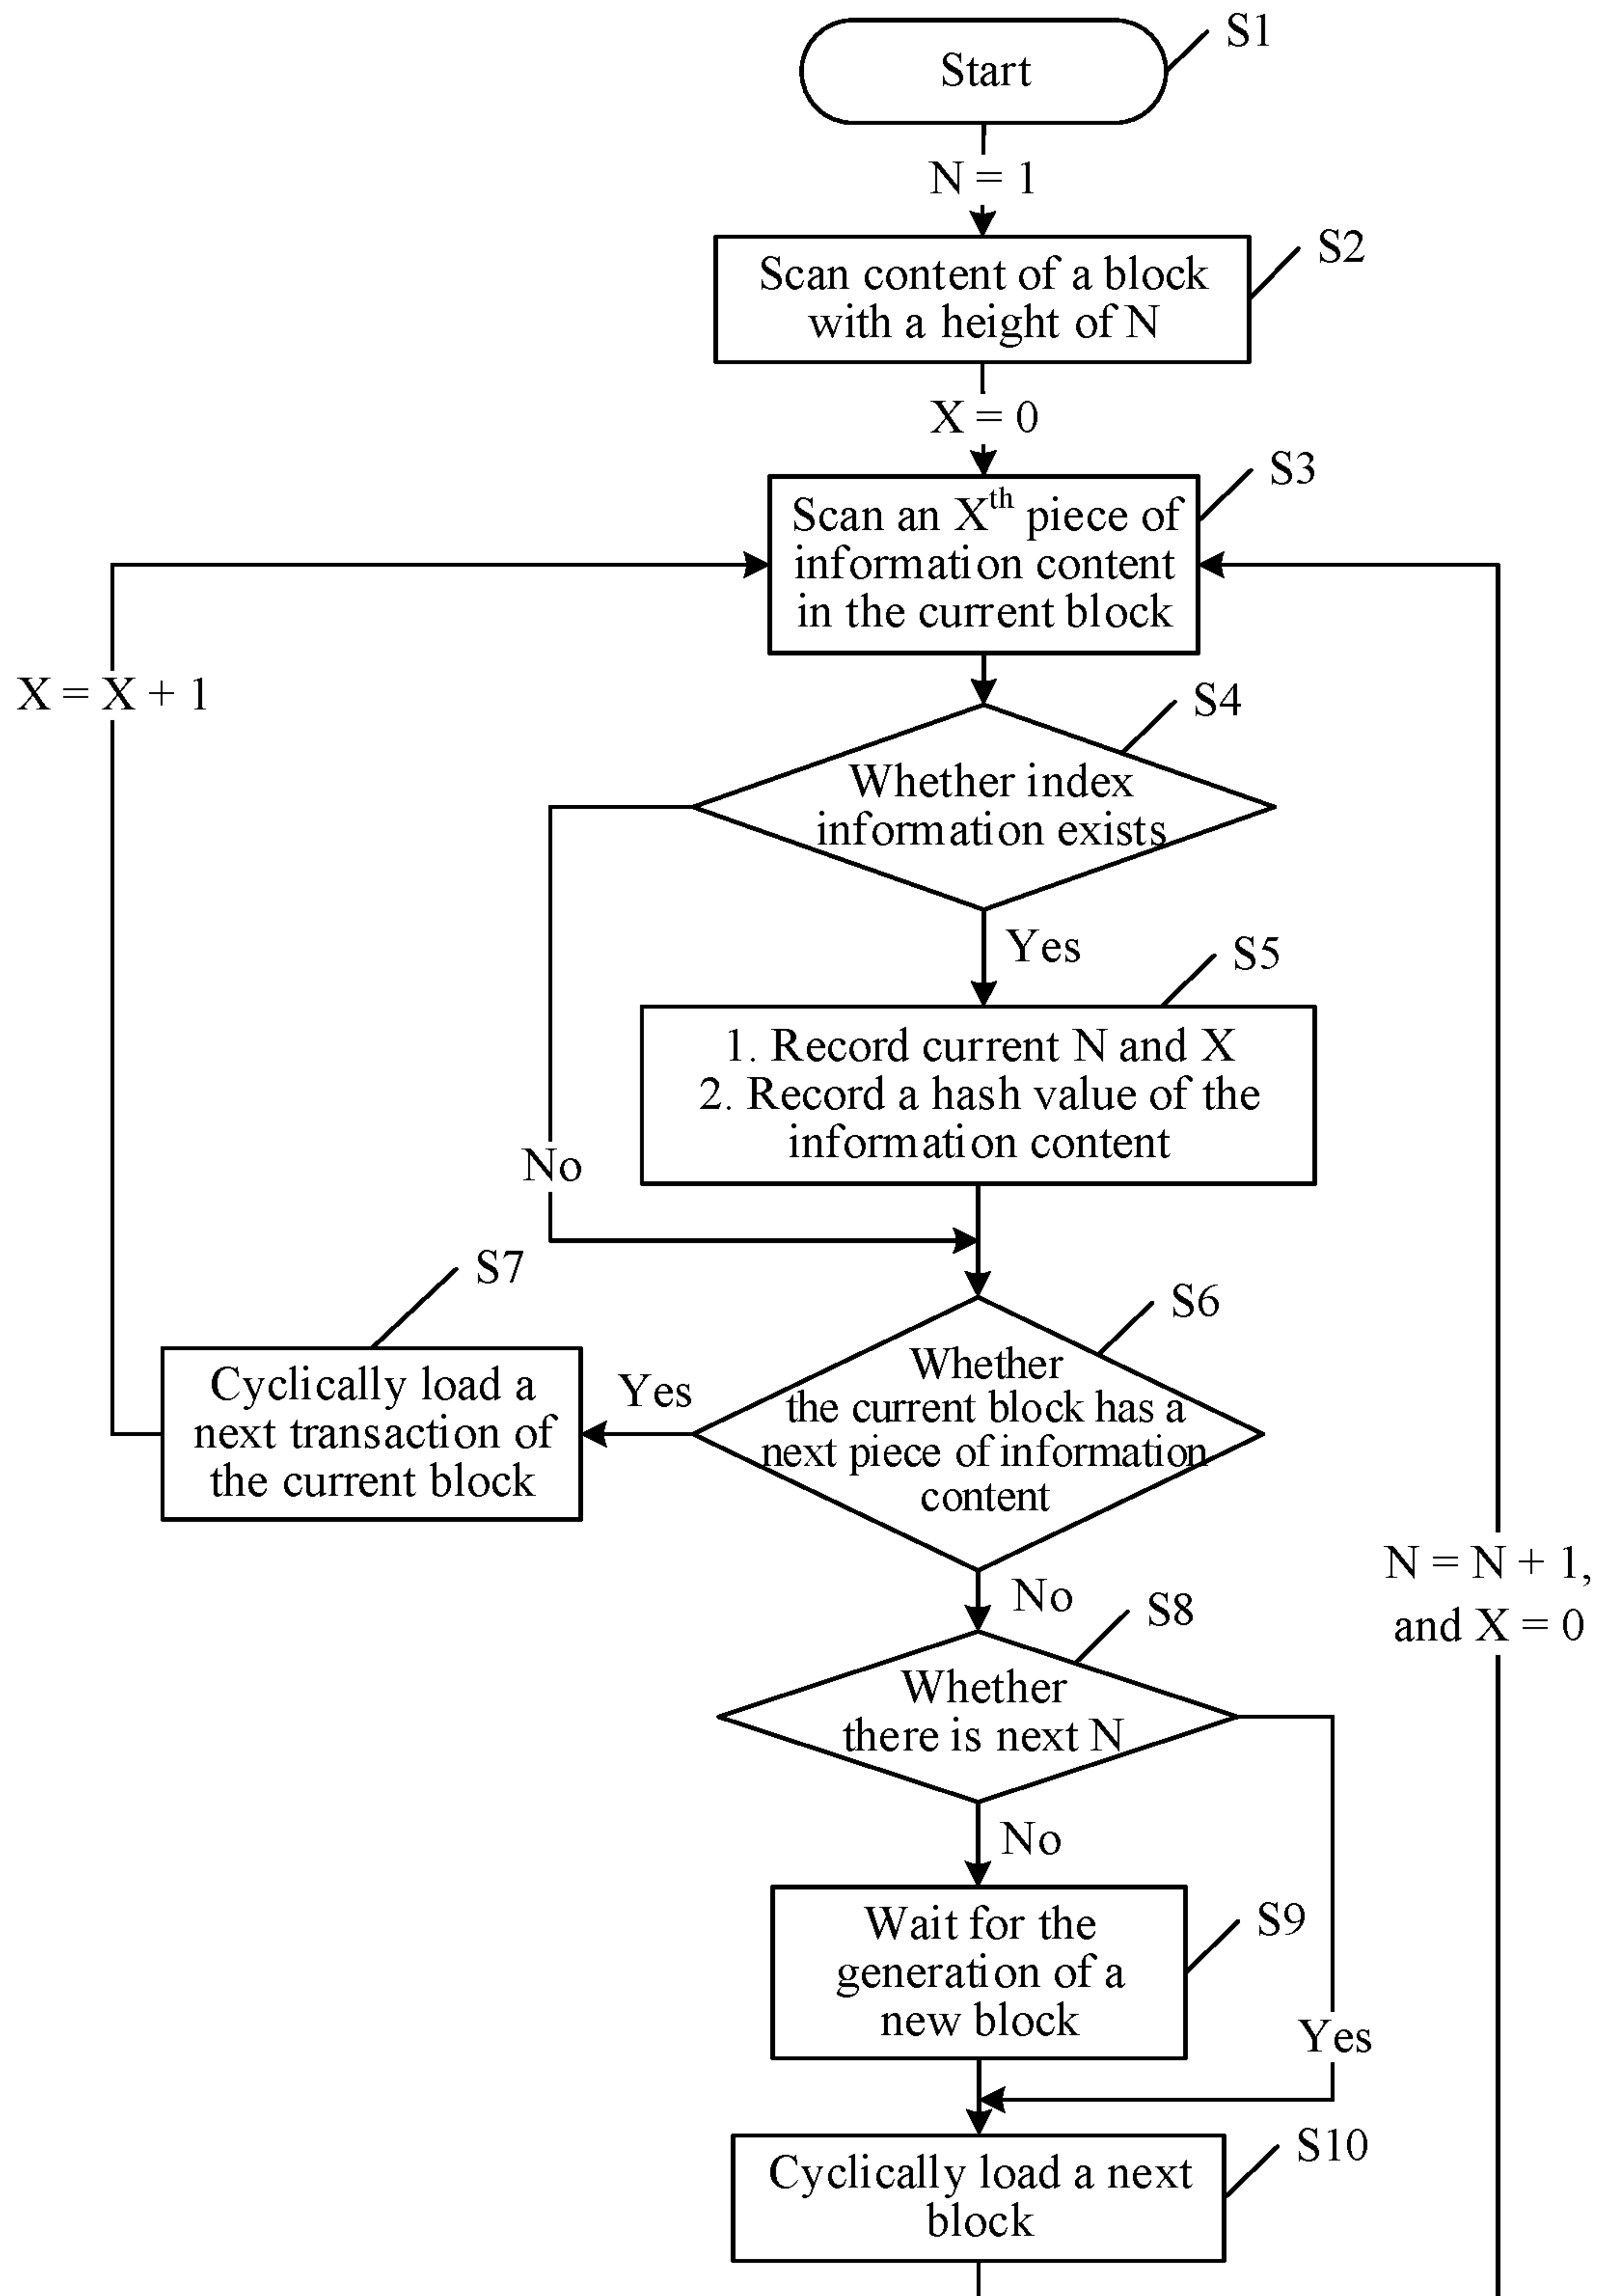 S1
Start
N = 1
S2
Scan content of a block
with a height of N
X = 0
S3
Scan an Xth piece of
information content
in the current block
X = X + 1
S4
Whether index
information exists
Yes
S5
1. Record current N and X
2. Record a hash value of the
information content
No
S7
S6
Cyclically load a
next transaction of
the current block
Yes
Whether
the current block has a
next piece of information
content
N = N + 1,
and X = 0
No
S8
Whether
there is next N
No
S9
Wait for the
generation of a
new block
Yes
S10
Cyclically load a next
block